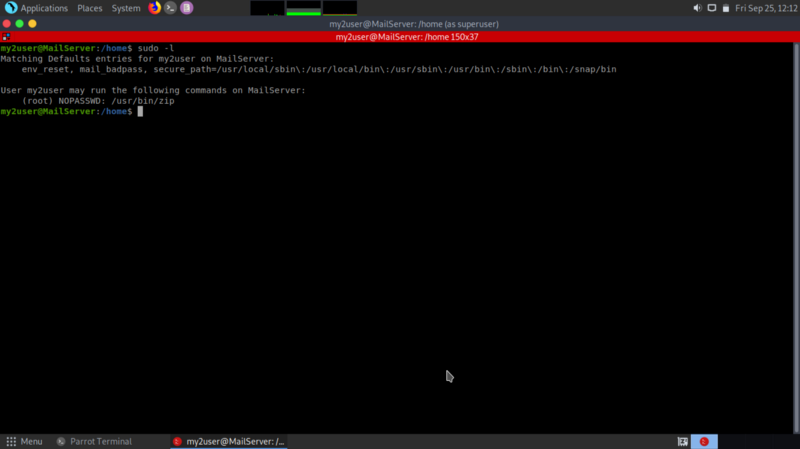 Applications Places System Fri Sep 25, 12:12
my2user@MailServer: /home (as superuser)
my2user@MailServer: /home 150x37
my2user@MailServer:/home$ sudo -l
Matching Defaults entries for my2user on MailServer:
env_reset, mail_badpass, secure_path=/usr/local/sbin\:/usr/local/bin\:/usr/sbin\:/usr/bin\:/sbin\:/bin\:/snap/bin
User my2user may run the following commands on MailServer:
(root) NOPASSWD: /usr/bin/zip
my2user@MailServer:/home$
Menu Parrot Terminal my2user@MailServer: /...